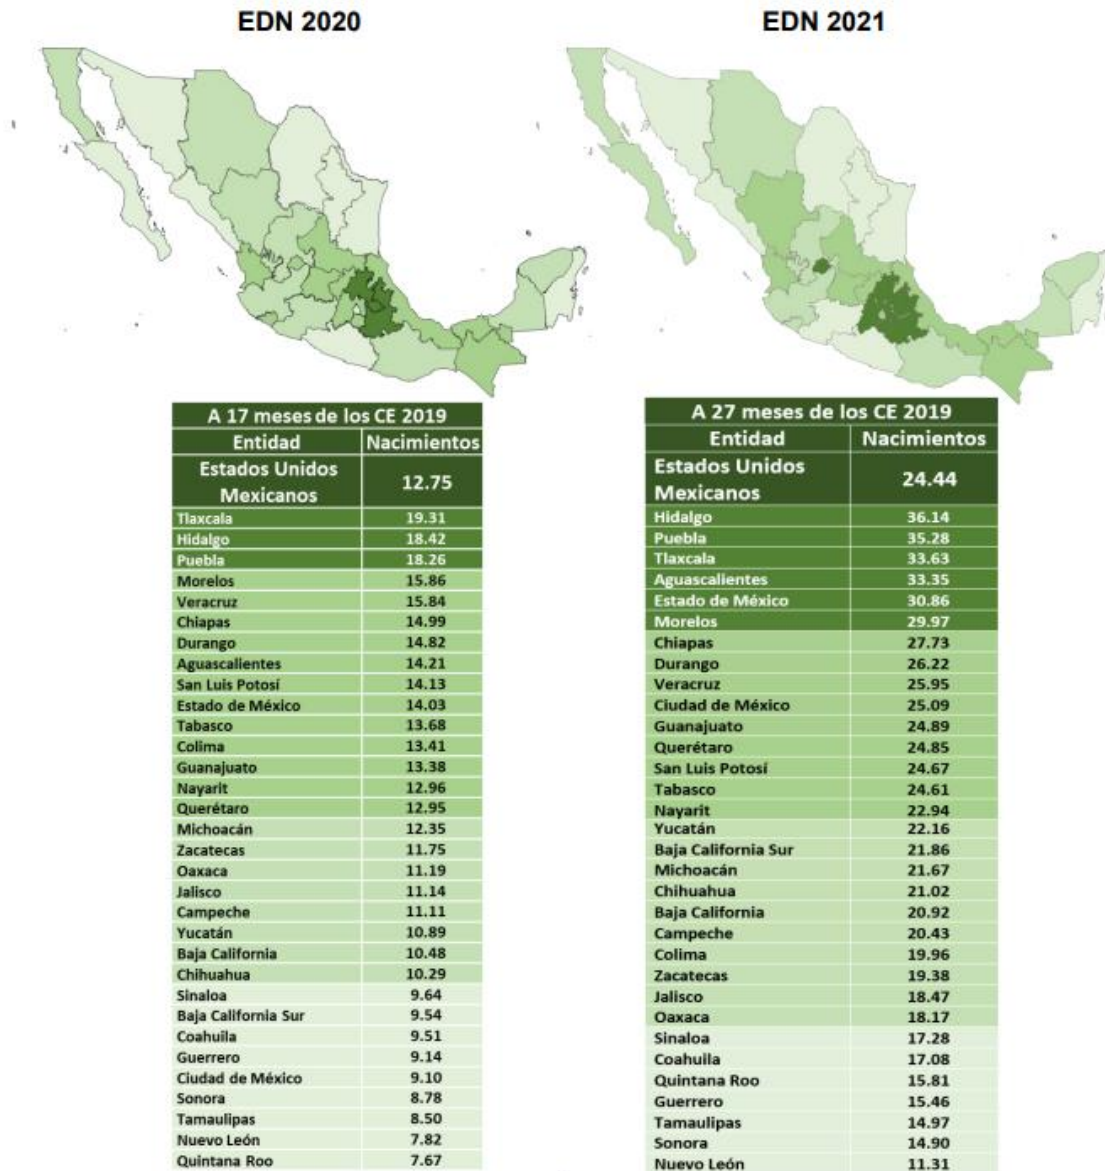 EDN 2020
A 17 meses de los CE 2019
Entidad Nacimientos
Estados Unidos Mexicanos 12.75
Tlaxcala 19.31
Hidalgo 18.42
Puebla 18.26
Morelos 15.86
Veracruz 15.84
Chiapas 14.99
Durango 14.82
Aguascalientes 14.21
San Luis Potosí 14.13
Estado de México 14.03
Tabasco 13.68
Colima 13.41
Guanajuato 13.38
Nayarit 12.96
Querétaro 12.95
Michoacán 12.35
Zacatecas 11.75
Oaxaca 11.19
Jalisco 11.14
Campeche 11.11
Yucatán 10.89
Baja California 10.48
Chihuahua 10.29
Sinaloa 9.64
Baja California Sur 9.54
Coahuila 9.51
Guerrero 9.14
Ciudad de México 9.10
Sonora 8.78
Tamaulipas 8.50
Nuevo León 7.82
Quintana Roo 7.67
EDN 2021
A 27 meses de los CE 2019
Entidad Nacimientos
Estados Unidos Mexicanos 24.44
Hidalgo 36.14
Puebla 35.28
Tlaxcala 33.63
Aguascalientes 33.35
Estado de México 30.86
Morelos 29.97
Chiapas 27.73
Durango 26.22
Veracruz 25.95
Ciudad de México 25.09
Guanajuato 24.89
Querétaro 24.85
San Luis Potosí 24.67
Tabasco 24.61
Nayarit 22.94
Yucatán 22.16
Baja California Sur 21.86
Michoacán 21.67
Chihuahua 21.02
Baja California 20.92
Campeche 20.43
Colima 19.96
Zacatecas 19.38
Jalisco 18.47
Oaxaca 18.17
Sinaloa 17.28
Coahuila 17.08
Quintana Roo 15.81
Guerrero 15.46
Tamaulipas 14.97
Sonora 14.90
Nuevo León 11.31